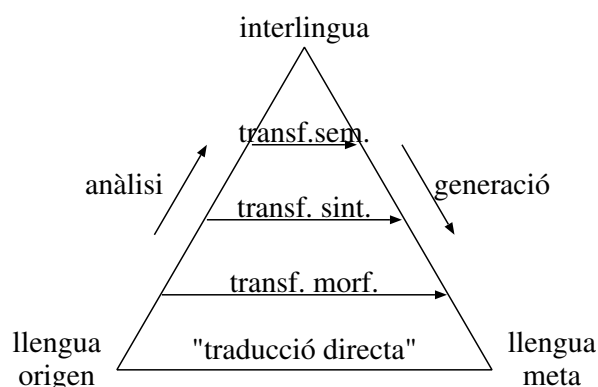 interlingua
transf.sem.
anàlisi
generació
transf. sint.
transf. morf.
llengua
origen
"traducció directa"
llengua
meta